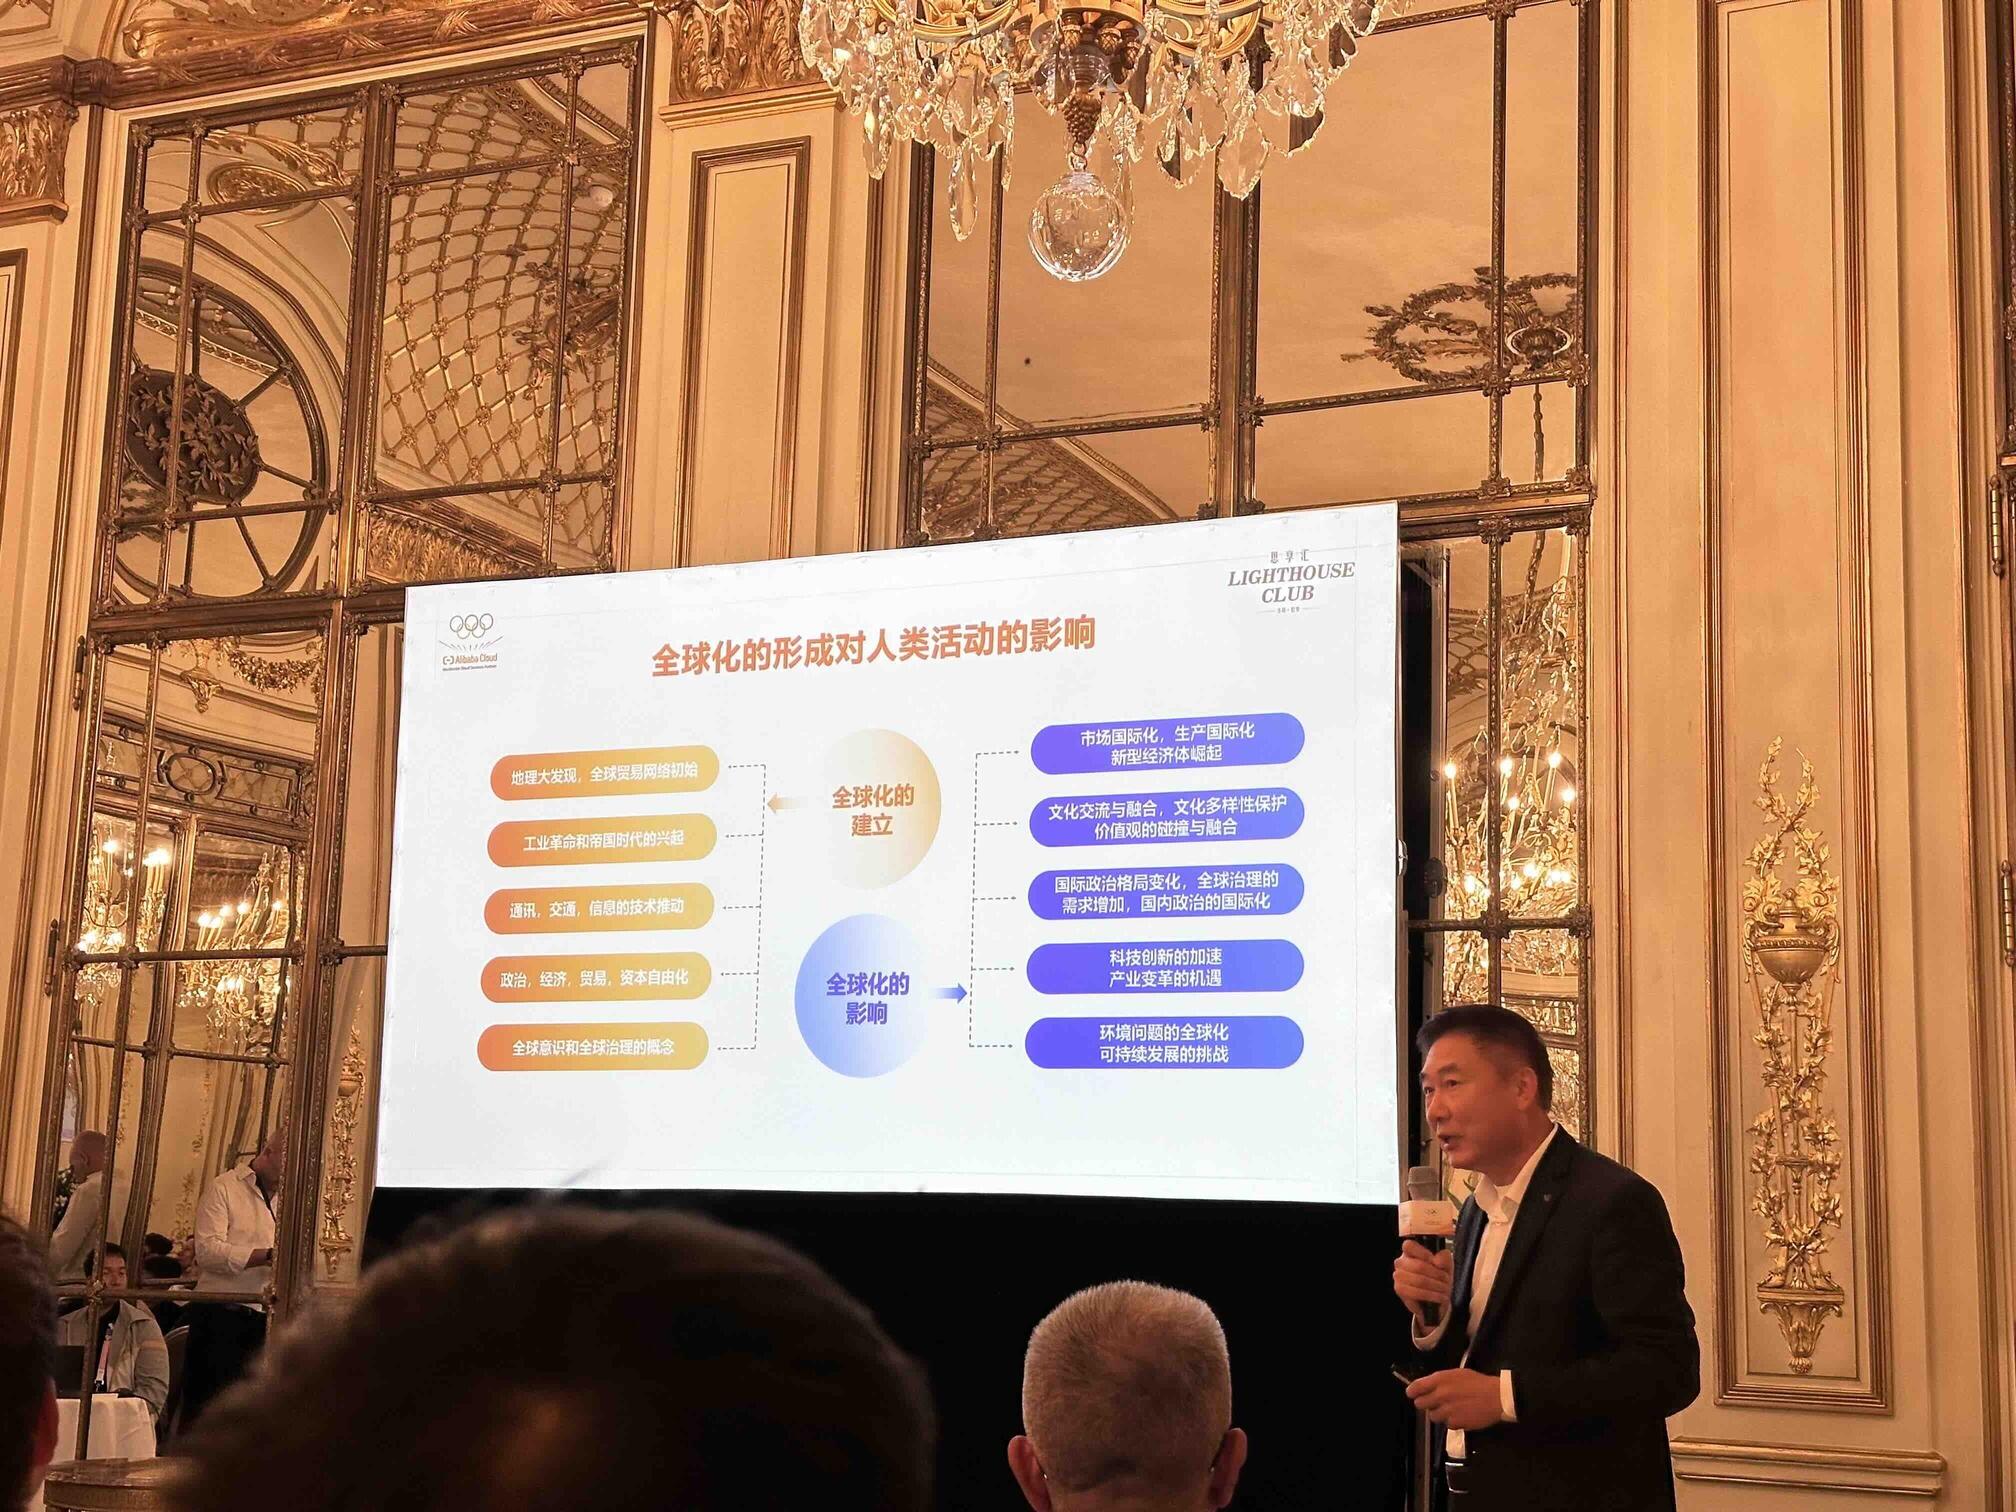 思享汇
LIGHTHOUSE
CLUB
Alibaba Cloud
全球化的形成对人类活动的影响
地理大发现，全球贸易网络初始
工业革命和帝国时代的兴起
通讯，交通，信息的技术推动
政治，经济，贸易，资本自由化
全球意识和全球治理的概念
全球化的
建立
全球化的
影响
市场国际化，生产国际化
新型经济体崛起
文化交流与融合，文化多样性保护
价值观的碰撞与融合
国际政治格局变化，全球治理的
需求增加，国内政治的国际化
科技创新的加速
产业变革的机遇
环境问题的全球化
可持续发展的挑战